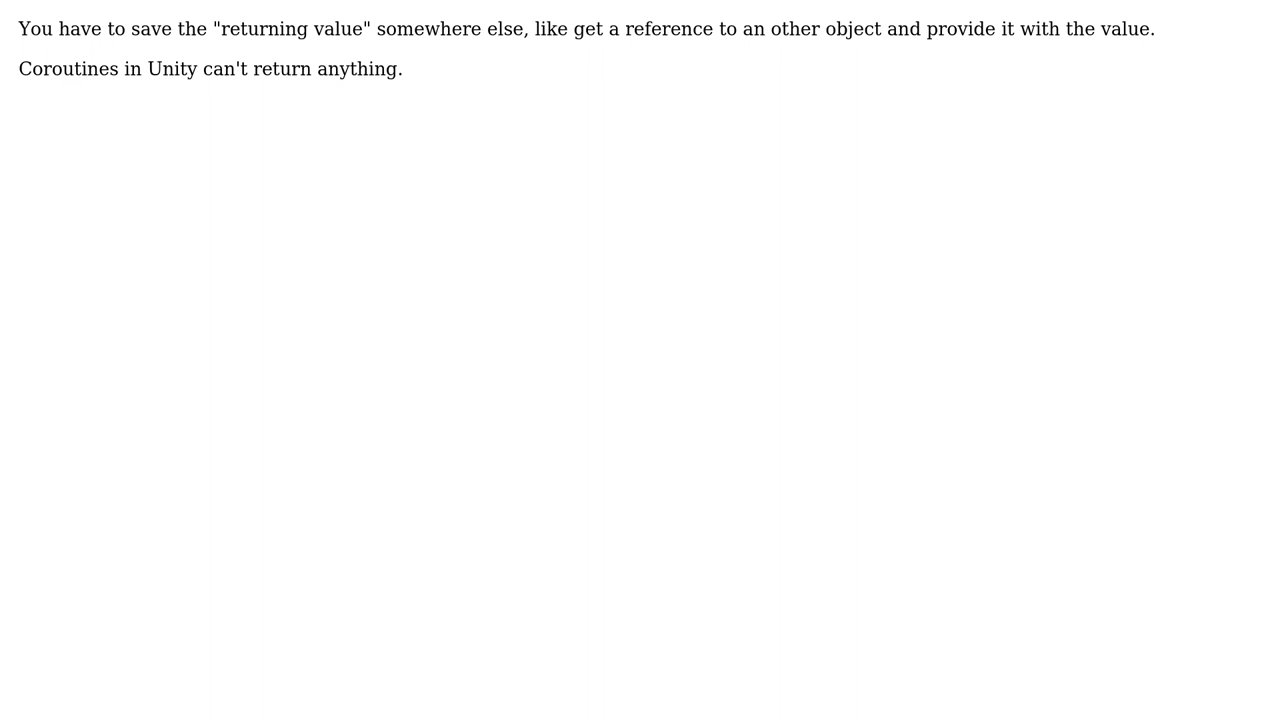 You have to save the "returning value" somewhere else, like get a reference to an other object and provide it with the value.
Coroutines in Unity can't return anything.